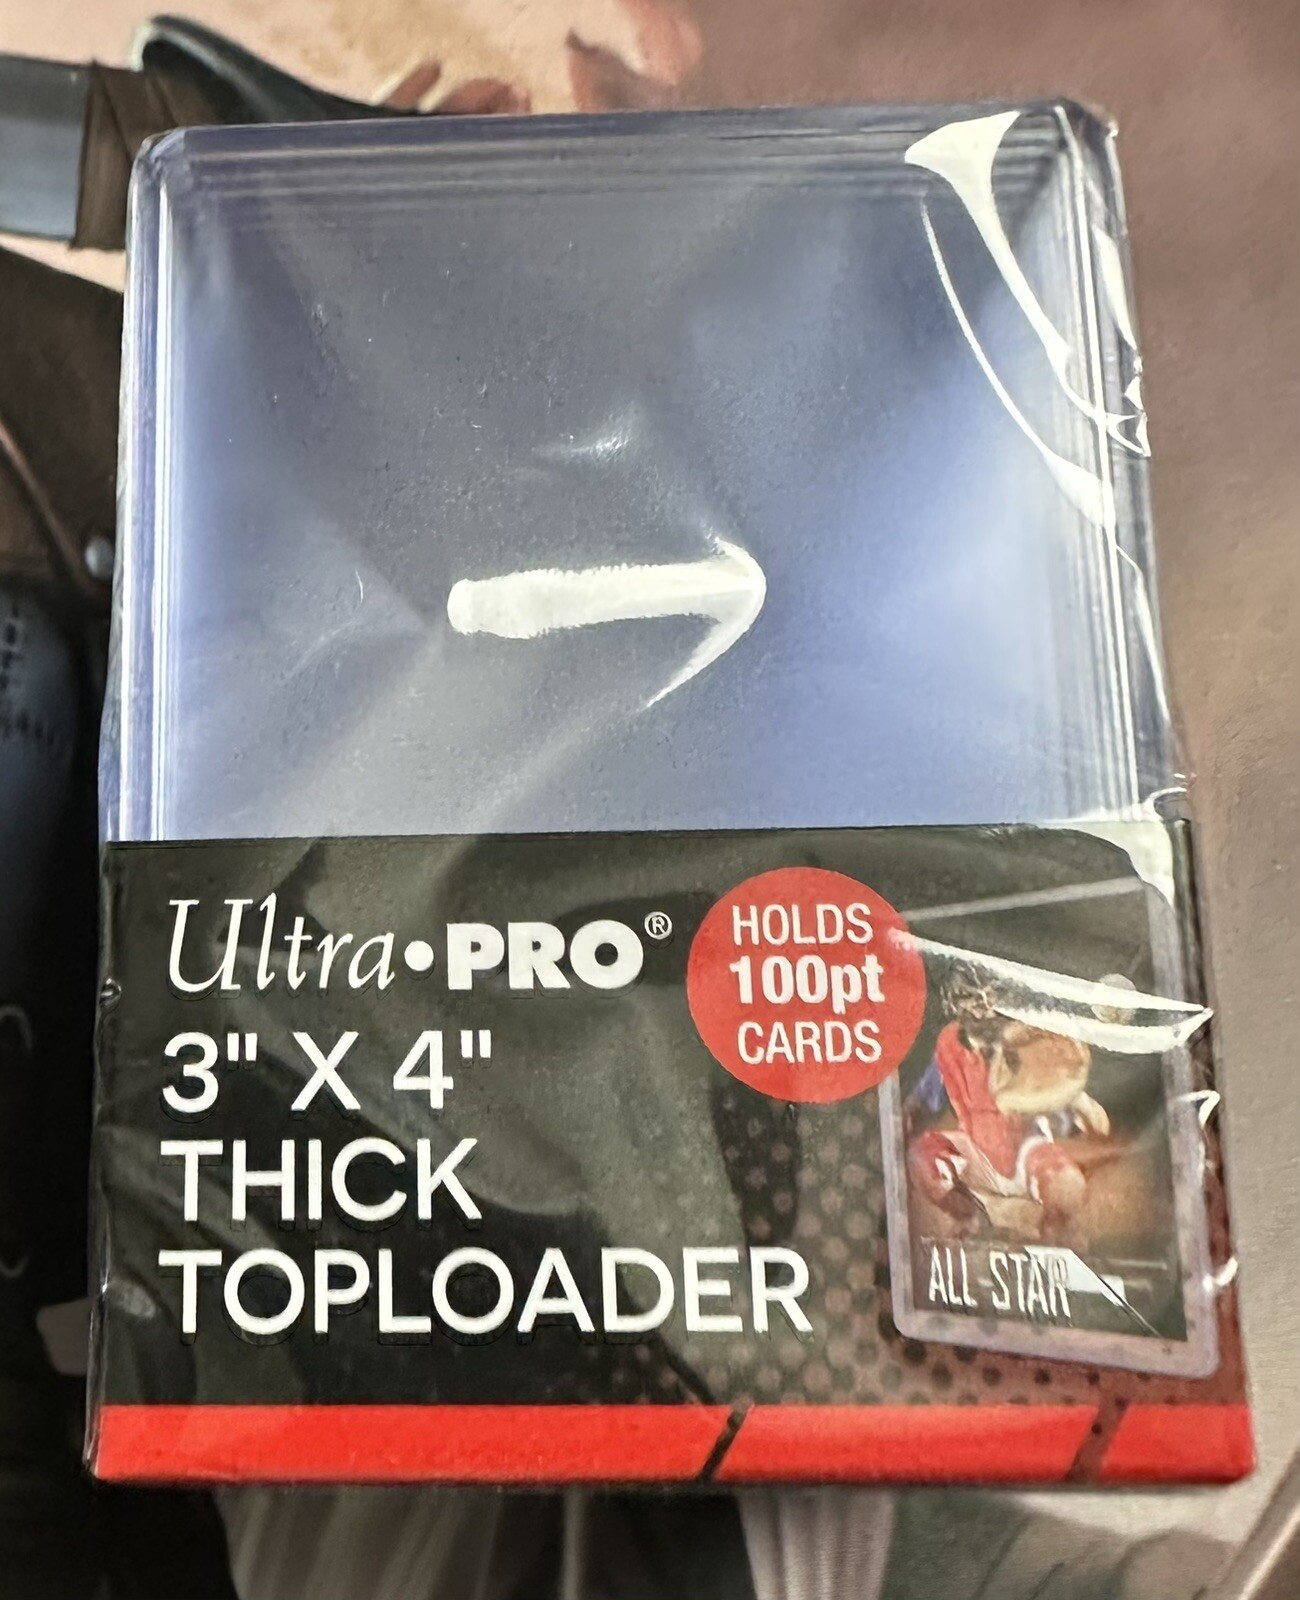 Ultra•PRO®
3" X 4"
THICK
TOPLOADER
HOLDS
100pt
CARDS
ALL STAR